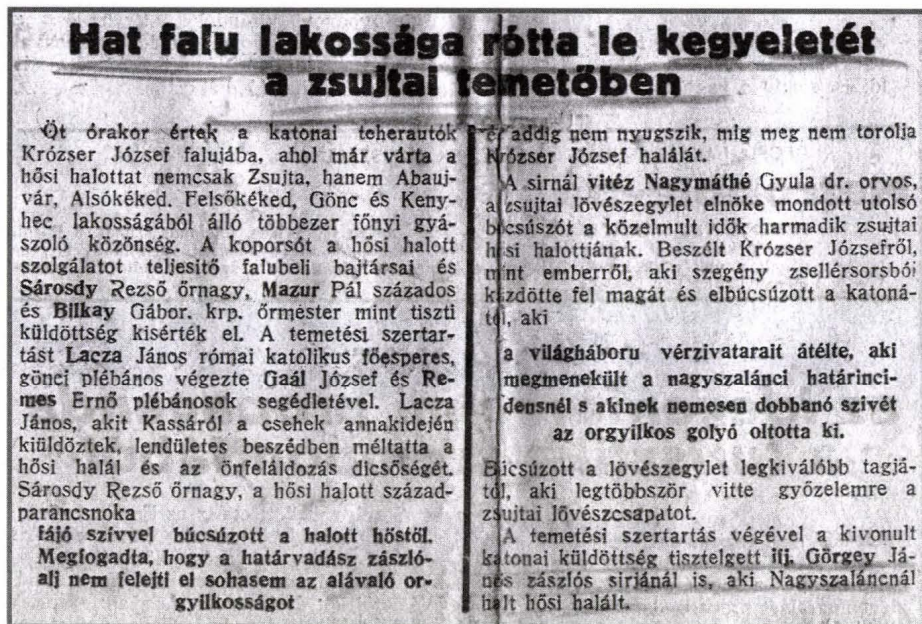 Hat falu lakossága rótta le kegyeletét
a zsujtai temetőben
Öt órakor értek a katonai teherautók
Krózser József falujába, ahol már várta a
hősi halottat nemcsak Zsujta, hanem Abauj-
vár, Alsókéked. Felsőkéked, Gönc és Keny-
hec lakosságából álló többezer főnyi gyá-
szoló közönség. A koporsót a hősi halott
szolgálatot teljesitő falubeli bajtársai és
Sárosdy Rezső őrnagy, Mazur Pál százados
és Bilkay Gábor. krp. őrmester mint tiszti
küldöttség kisérték el. A temetési szertar-
tást Lacza János római katolikus főesperes,
gönci plébános végezte Gaál József és Re-
mes Ernő plébánosok segédletével. Lacza
János, akit Kassáról a csehek annakidején
kiüldöztek, lendületes beszédben méltatta a
hősi halál és az önfeláldozás dicsőségét.
Sárosdy Rezső őrnagy, a hősi halott század-
parancsnoka
fájó szívvel búcsúzott a halott hőstől.
Megfogadta, hogy a határvadász zászló-
alj nem felejti el sohasem az alávaló or-
gyilkosságot
és addig nem nyugszik, mig meg nem torolja
Krózser József halálát.
A sirnál vitéz Nagymáthé Gyula dr. orvos,
a zsujtai lövészegylet elnöke mondott utolsó
búcsúszót a közelmult idők harmadik zsujtai
hősi halottjának. Beszélt Krózser Józsefről,
mint emberről, aki szegény zsellérsorsból
küzdötte fel magát és elbúcsúzott a katoná-
tól, aki
a világháboru vérzivatarait átélte, aki
megmenekült a nagyszalánci határinci-
densnél s akinek nemesen dobbanó szivét
az orgyilkos golyó oltotta ki.
Búcsúzott a lövészegylet legkiválóbb tagjá-
tól, aki legtöbbször vitte győzelemre a
zsujtai lövészcsapatot.
A temetési szertartás végével a kivonult
katonai küldöttség tisztelgett ifj. Görgey Já-
nos zászlós sirjánál is, aki Nagyszaláncnál
halt hősi halált.